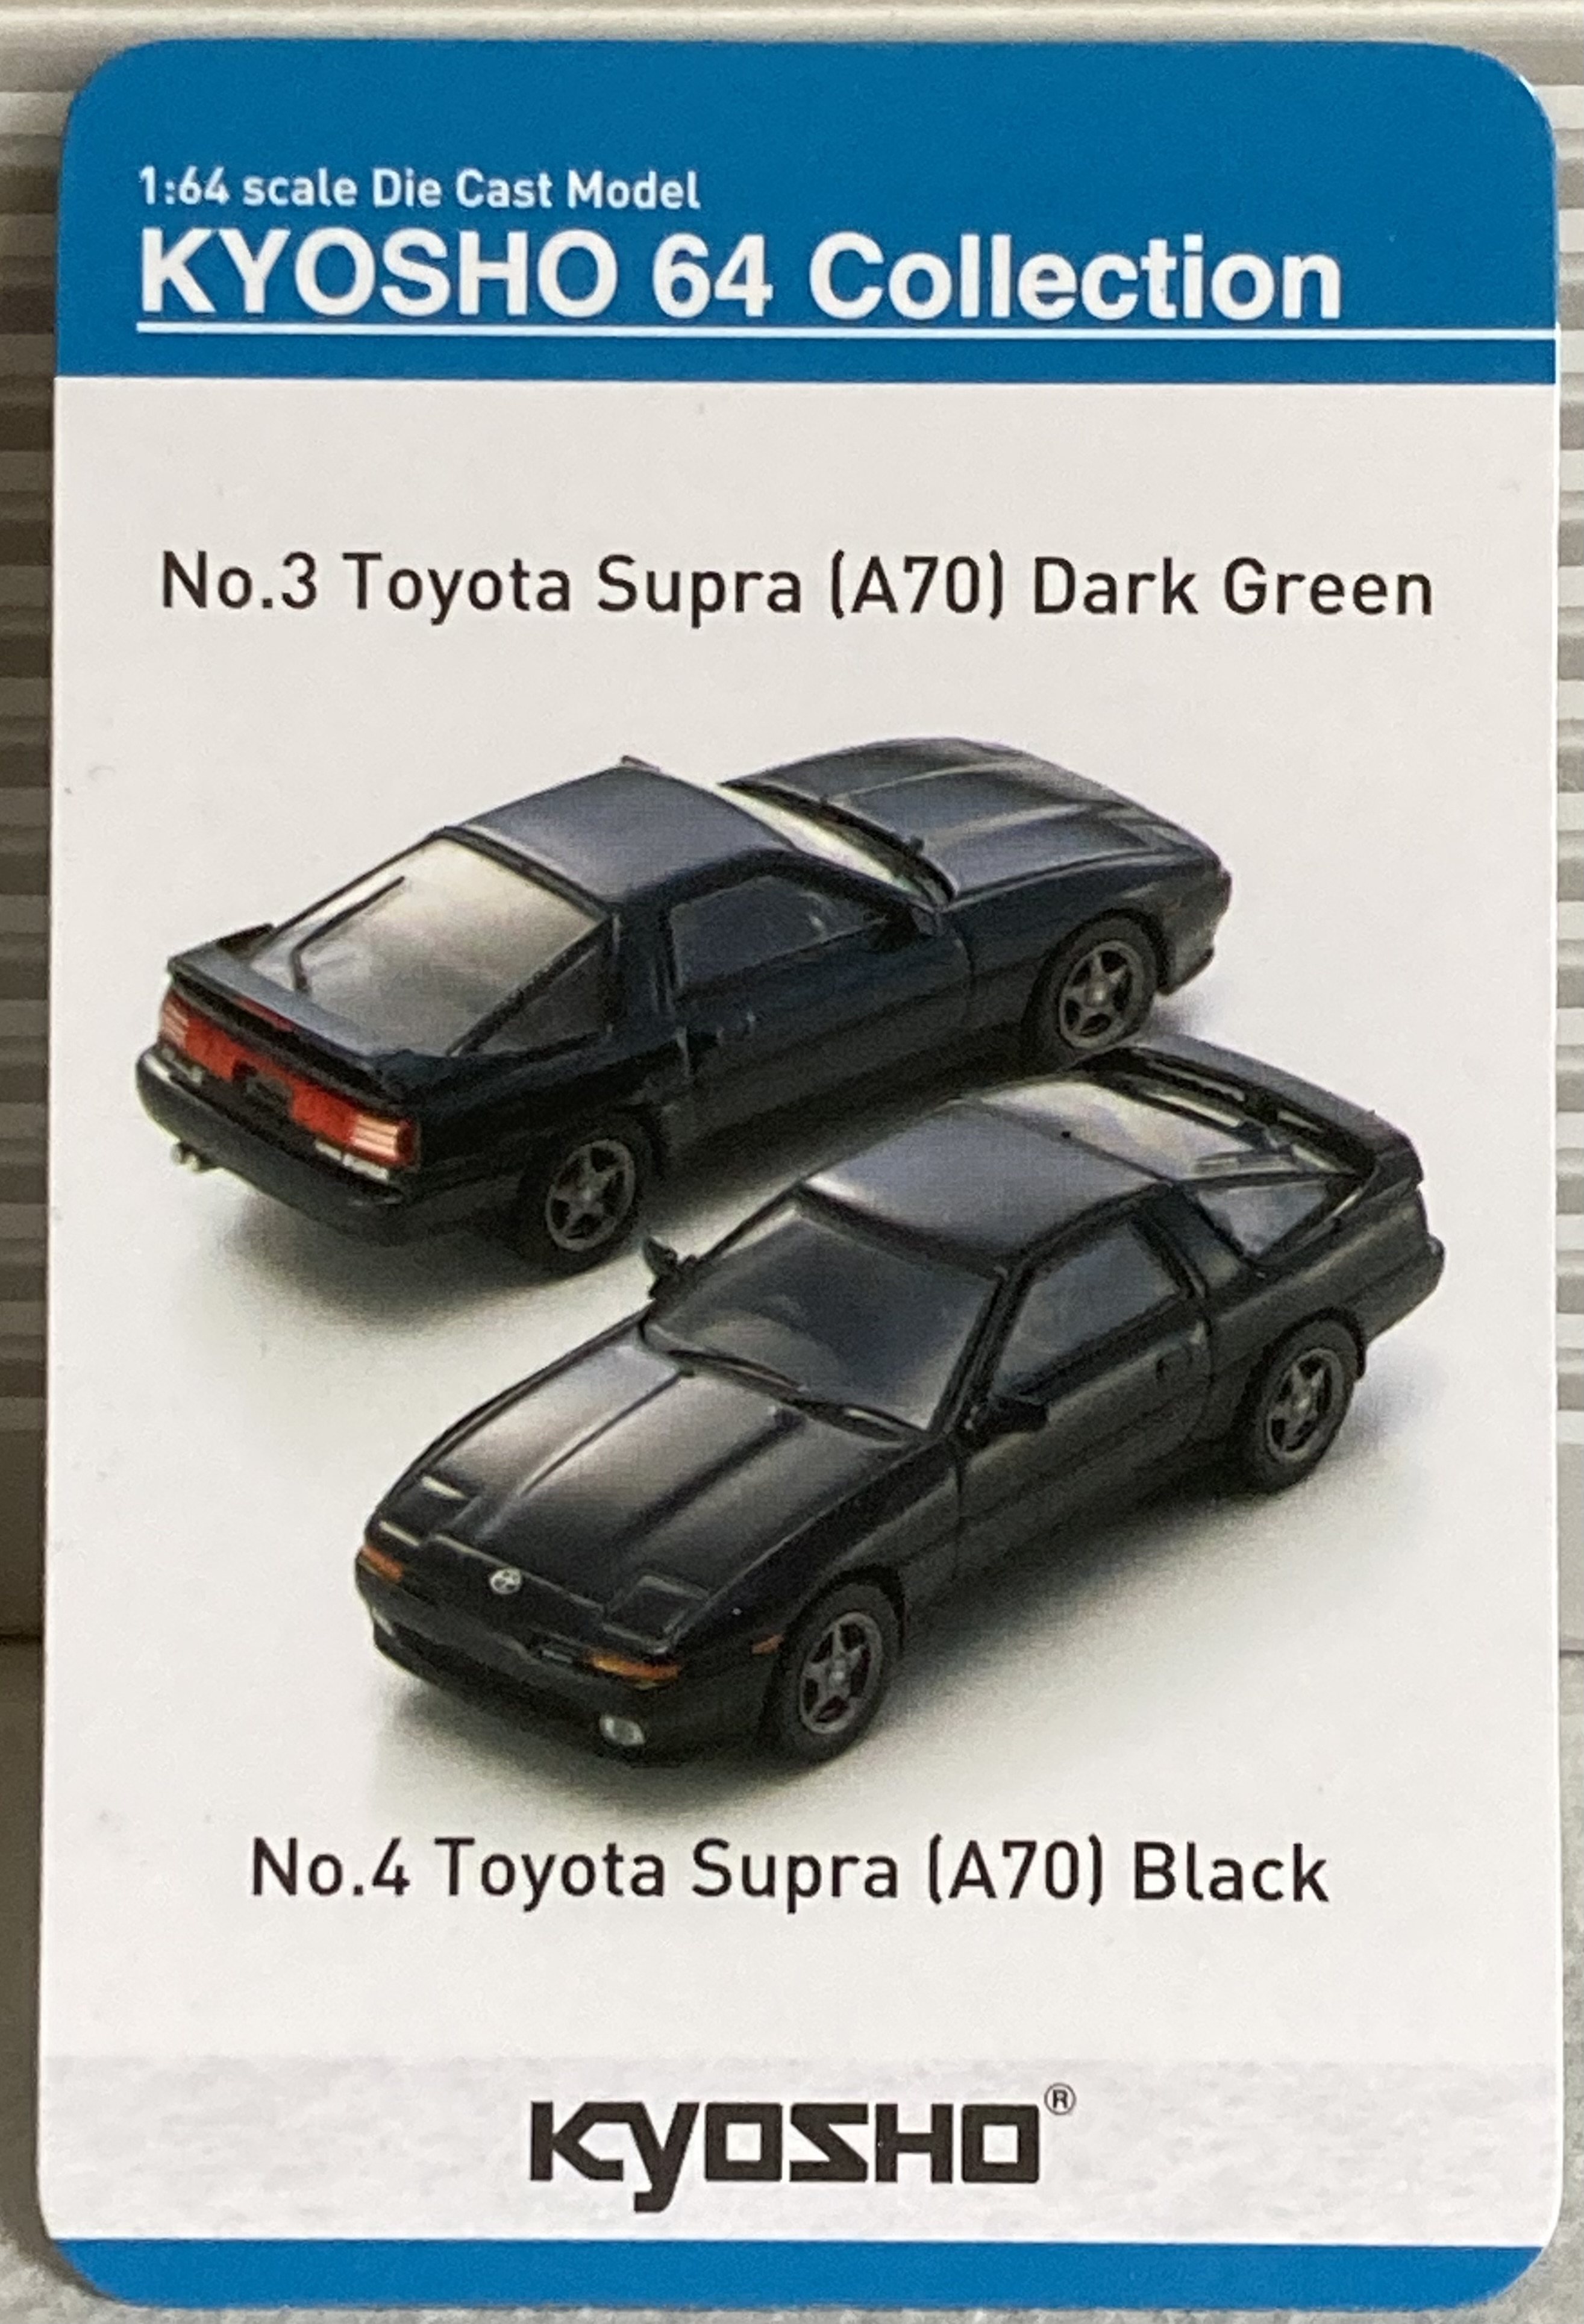 1:64 scale Die Cast Model
KYOSHO 64 Collection
No.3 Toyota Supra (A70) Dark Green
No.4 Toyota Supra (A70) Black
KYOSHO®